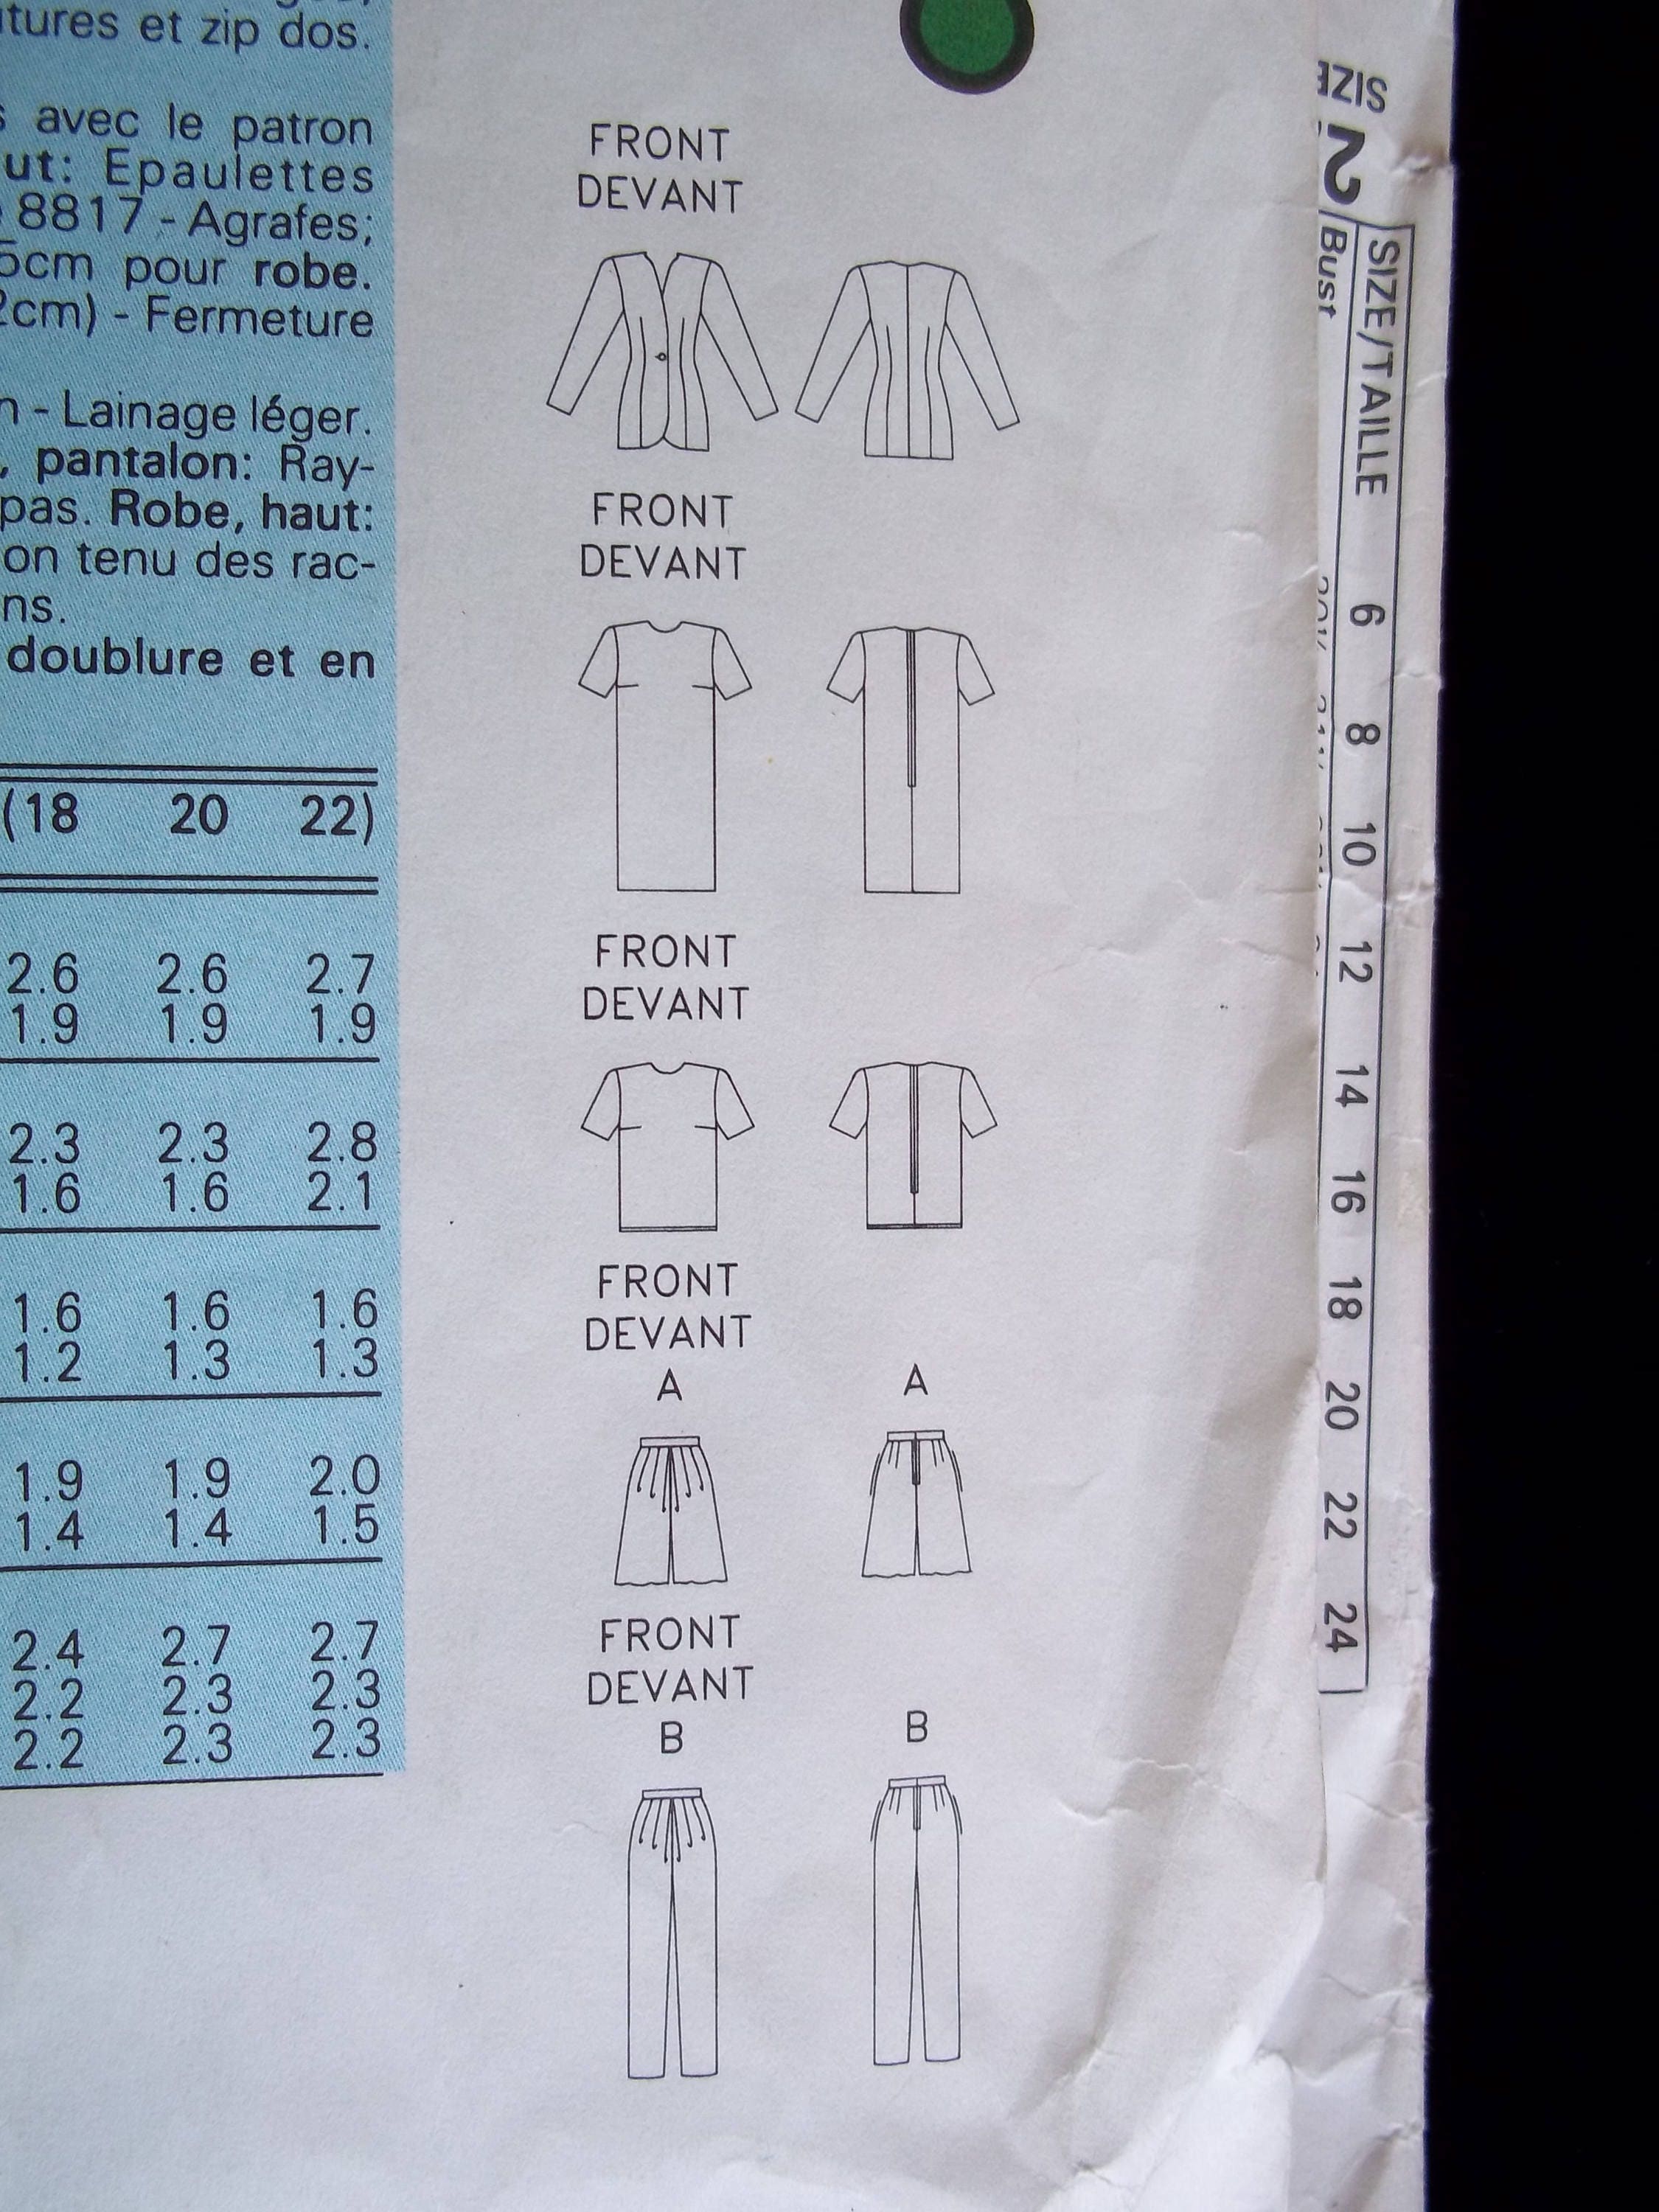 tures et zip dos.
avec le patron
ut: Epaulettes
8817 - Agrafes;
5cm pour robe.
2cm) - Fermeture
n - Lainage léger.
, pantalon: Ray-
pas. Robe, haut:
on tenu des rac-
ns.
doublure et en
(18 20 22)
2.6 2.6 2.7
1.9 1.9 1.9
2.3 2.3 2.8
1.6 1.6 2.1
1.6 1.6 1.6
1.2 1.3 1.3
1.9 1.9 2.0
1.4 1.4 1.5
2.4 2.7 2.7
2.2 2.3 2.3
2.2 2.3 2.3
FRONT
DEVANT
FRONT
DEVANT
FRONT
DEVANT
FRONT
DEVANT
A A
FRONT
DEVANT
B B
SIZE
2
SIZE/TAILLE 6 8 10 12 14 16 18 20 22 24
Bust